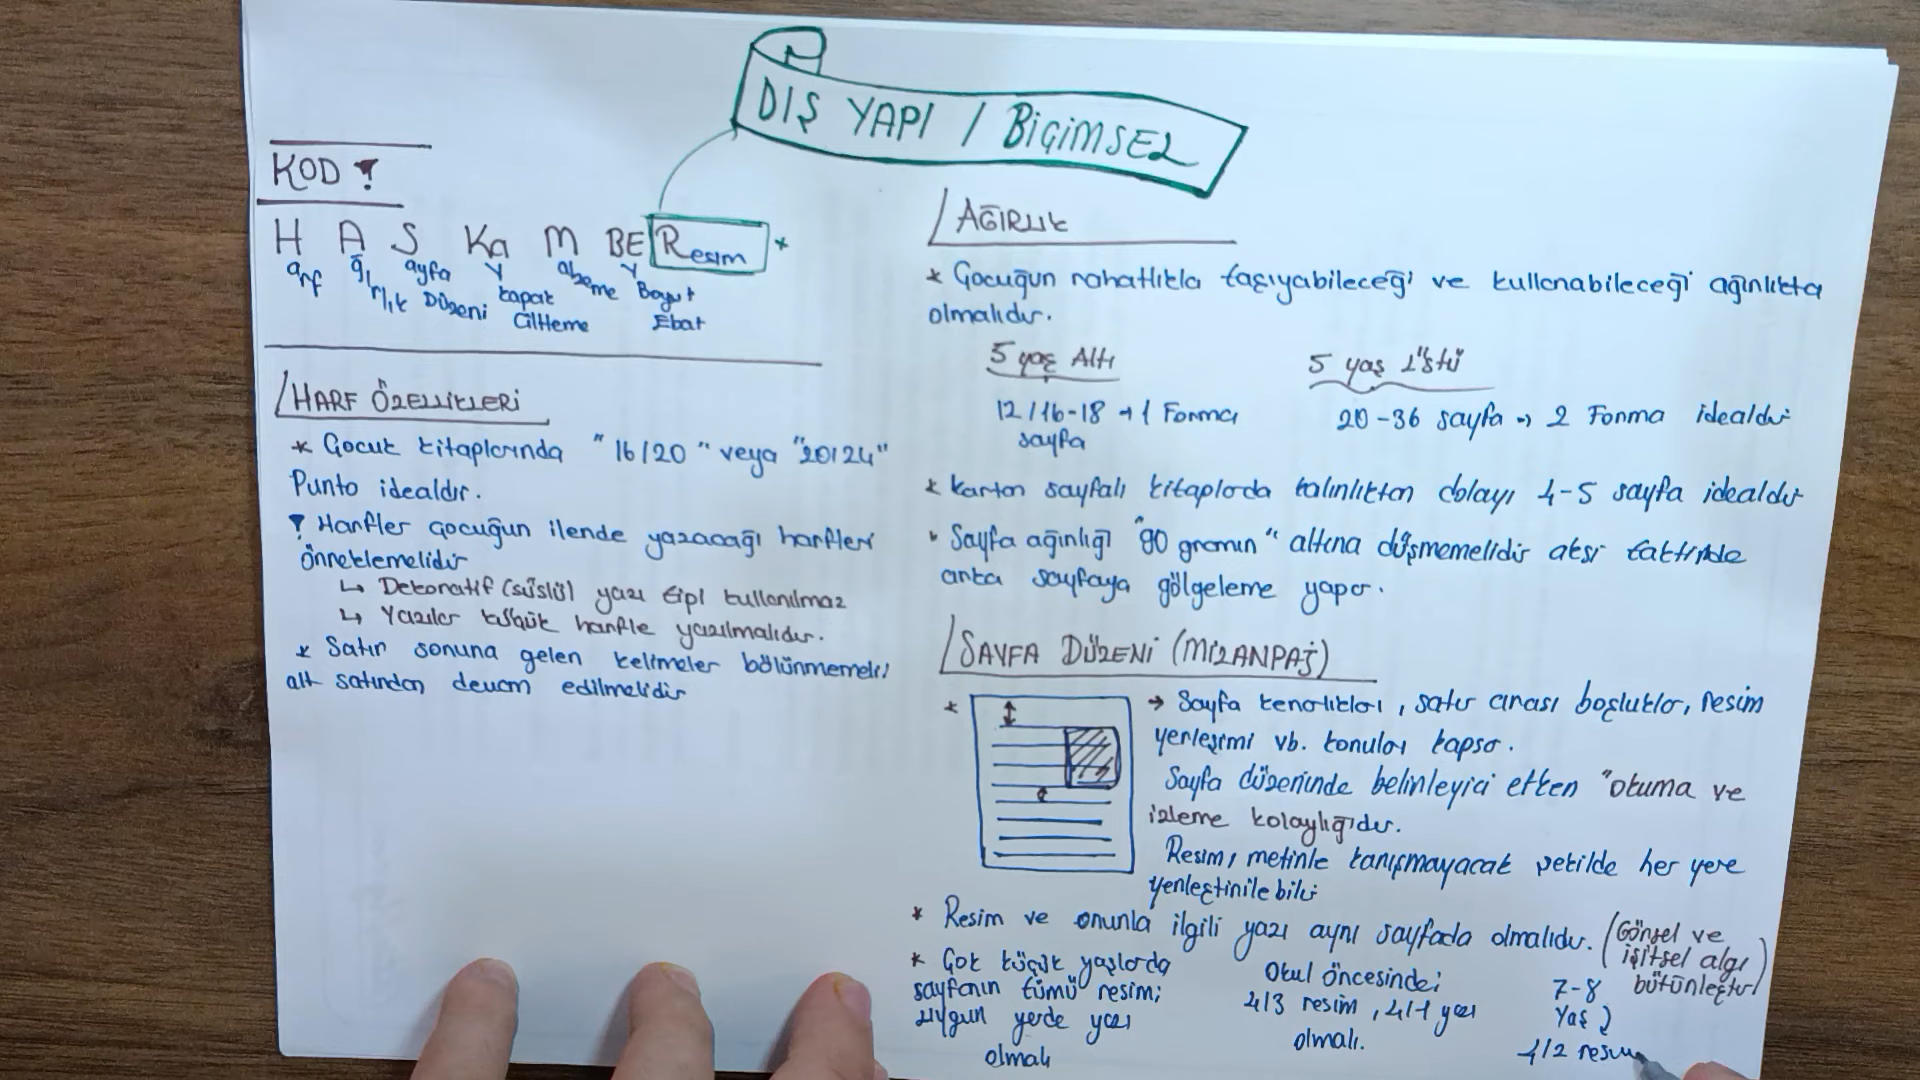 DIŞ YAPI / BİÇİMSEL
KOD !
H A S Ka M BE Resim *
arf ağırlık ayfa Düzeni kapak Ciltleme alzeme Boyut Ebat
HARF ÖZELLİKLERİ
* Çocuk kitaplarında "16/20" veya "20/24"
Punto idealdir.
! Harfler çocuğun ilerde yazacağı harfleri
örneklemelidir
↳ Dekoratif (süslü) yazı tipi kullanılmaz
↳ Yazılar küçük harfle yazılmalıdır.
* Satır sonuna gelen kelimeler bölünmemeli,
alt satırdan devam edilmelidir
AĞIRLIK
* Çocuğun rahatlıkla taşıyabileceği ve kullanabileceği ağırlıkta
olmalıdır.
5 yaş Altı
12/16-18 → 1 Forma
sayfa
5 yaş Üstü
20-36 sayfa → 2 Forma idealdir
* Karton sayfalı kitaplarda kalınlıktan dolayı 4-5 sayfa idealdir
* Sayfa ağırlığı "90 gramın" altına düşmemelidir aksi taktirde
arka sayfaya gölgeleme yapar.
SAYFA DÜZENİ (MİZANPAJ)
* → Sayfa kenarlıkları, satır arası boşluklar, resim
yerleşimi vb. konuları kapsar.
Sayfa düzeninde belirleyici etken "okuma ve
izleme kolaylığıdır.
Resim, metinle karışmayacak şekilde her yere
yerleştirilebilir
* Resim ve onunla ilgili yazı aynı sayfada olmalıdır. (Görsel ve
işitsel algı
bütünleştir)
* Çok küçük yaşlarda
sayfanın tümü resim;
uygun yerde yazı
olmalı
Okul öncesinde;
4/3 resim, 4/1 yazı
olmalı.
7-8
Yaş
4/2 resim